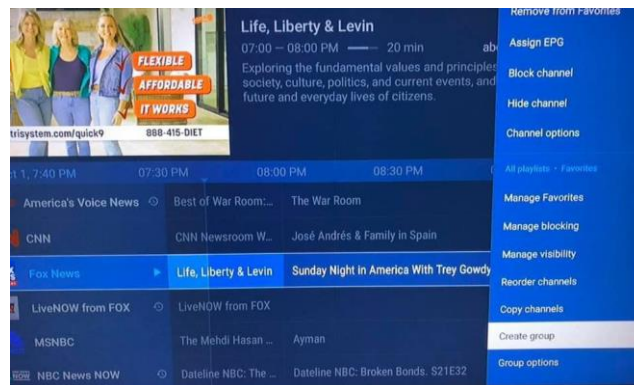 FLEXIBLE
AFFORDABLE
IT WORKS
trisystem.com/quick9 888-415-DIET
Life, Liberty & Levin
07:00 — 08:00 PM 20 min ab
Exploring the fundamental values and principles
society, culture, politics, and current events, and
future and everyday lives of citizens.
t 1, 7:40 PM 07:30 PM 08:00 PM 08:30 PM
America's Voice News Best of War Room:... The War Room
CNN CNN Newsroom W... José Andrés & Family in Spain
Fox News Life, Liberty & Levin Sunday Night in America With Trey Gowdy
LiveNOW from FOX LiveNOW from FOX
MSNBC The Mehdi Hasan ... Ayman
NBC News NOW Dateline NBC: The ... Dateline NBC: Broken Bonds. S21E32
Remove from Favorites
Assign EPG
Block channel
Hide channel
Channel options
All playlists • Favorites
Manage Favorites
Manage blocking
Manage visibility
Reorder channels
Copy channels
Create group
Group options